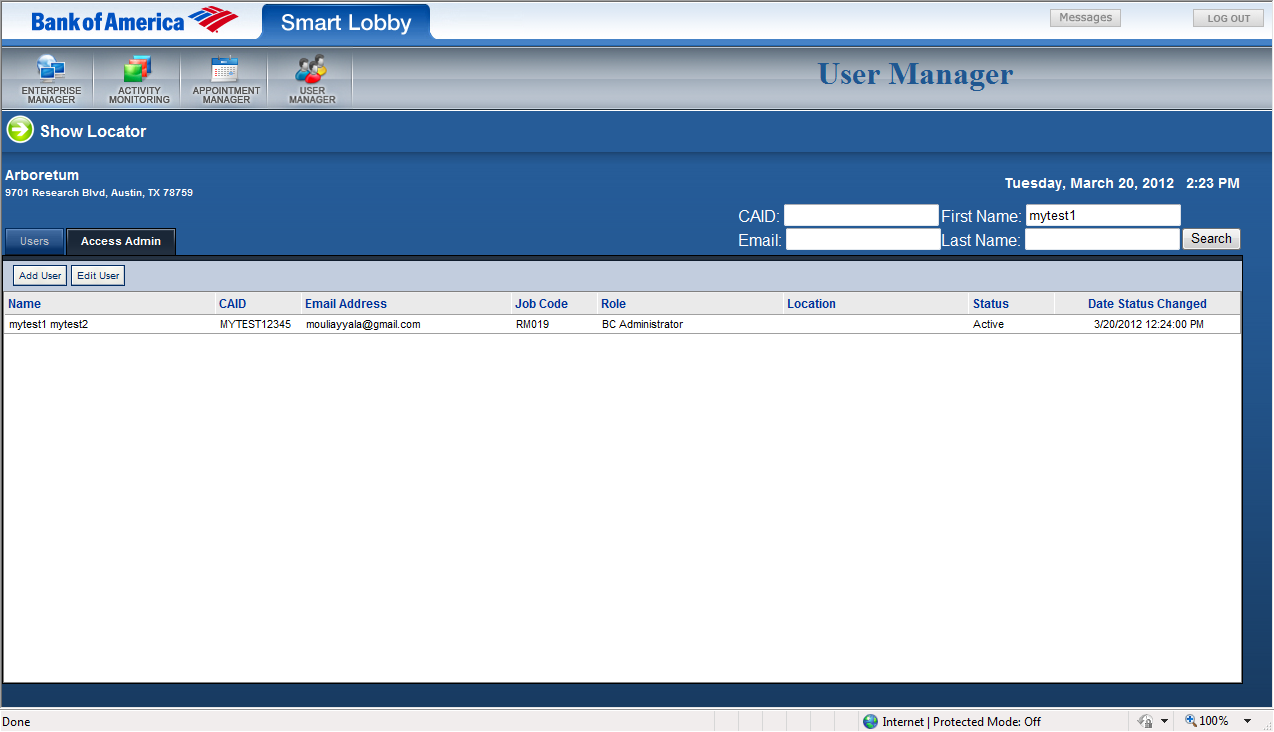 Bank of America Smart Lobby Messages LOG OUT
ENTERPRISE MANAGER ACTIVITY MONITORING APPOINTMENT MANAGER USER MANAGER User Manager
Show Locator
Arboretum
9701 Research Blvd, Austin, TX 78759
Tuesday, March 20, 2012 2:23 PM
CAID: First Name: mytest1
Email: Last Name: Search
Users Access Admin
Add User Edit User
Name CAID Email Address Job Code Role Location Status Date Status Changed
mytest1 mytest2 MYTEST12345 mouliayyala@gmail.com RM019 BC Administrator Active 3/20/2012 12:24:00 PM
Done Internet | Protected Mode: Off 100%